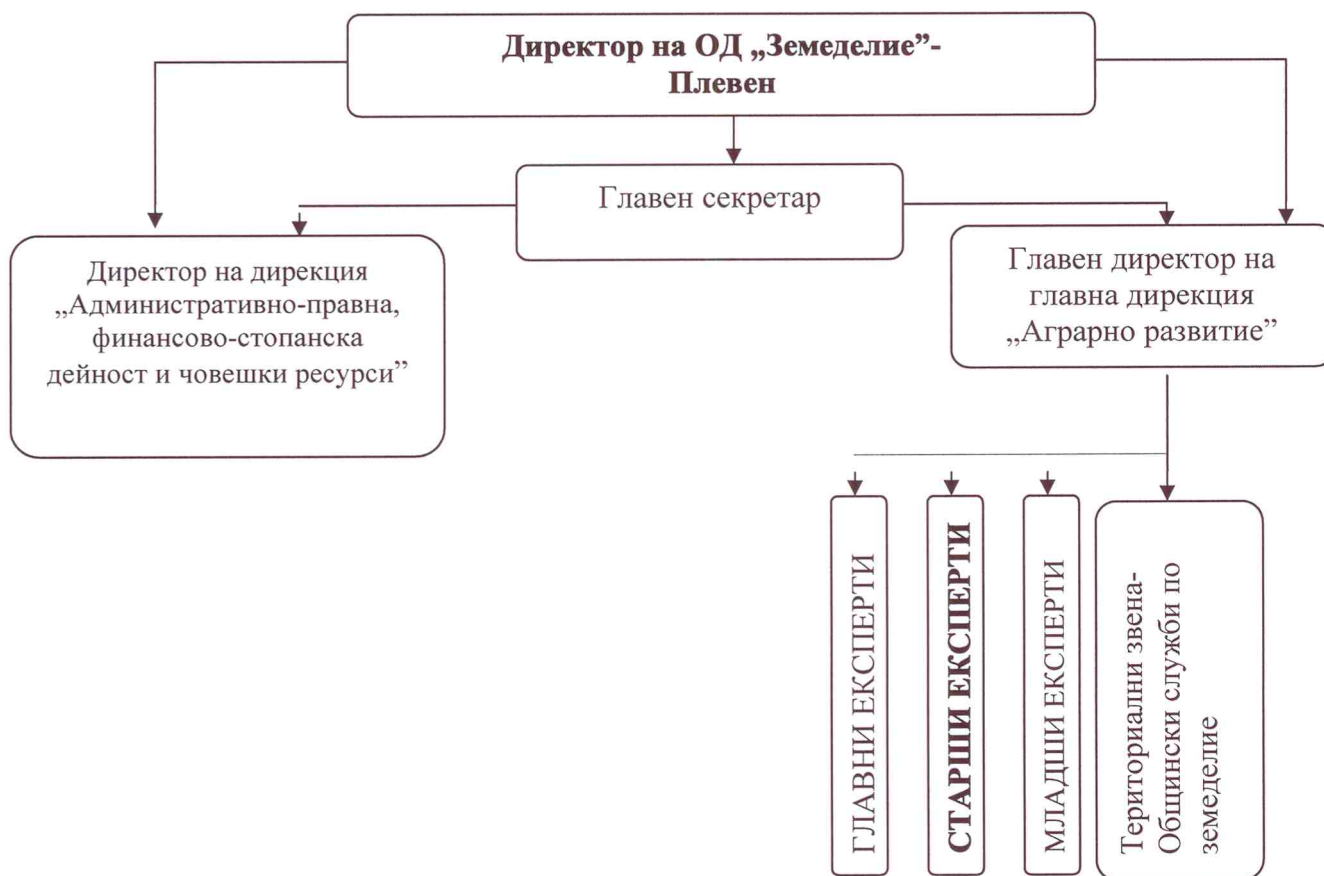 Директор на ОД „Земеделие”-
Плевен
Главен секретар
Директор на дирекция
„Административно-правна,
финансово-стопанска
дейност и човешки ресурси”
Главен директор на
главна дирекция
„Аграрно развитие”
ГЛАВНИ ЕКСПЕРТИ
СТАРШИ ЕКСПЕРТИ
МЛАДШИ ЕКСПЕРТИ
Териториални звена-
Общински служби по
земеделие